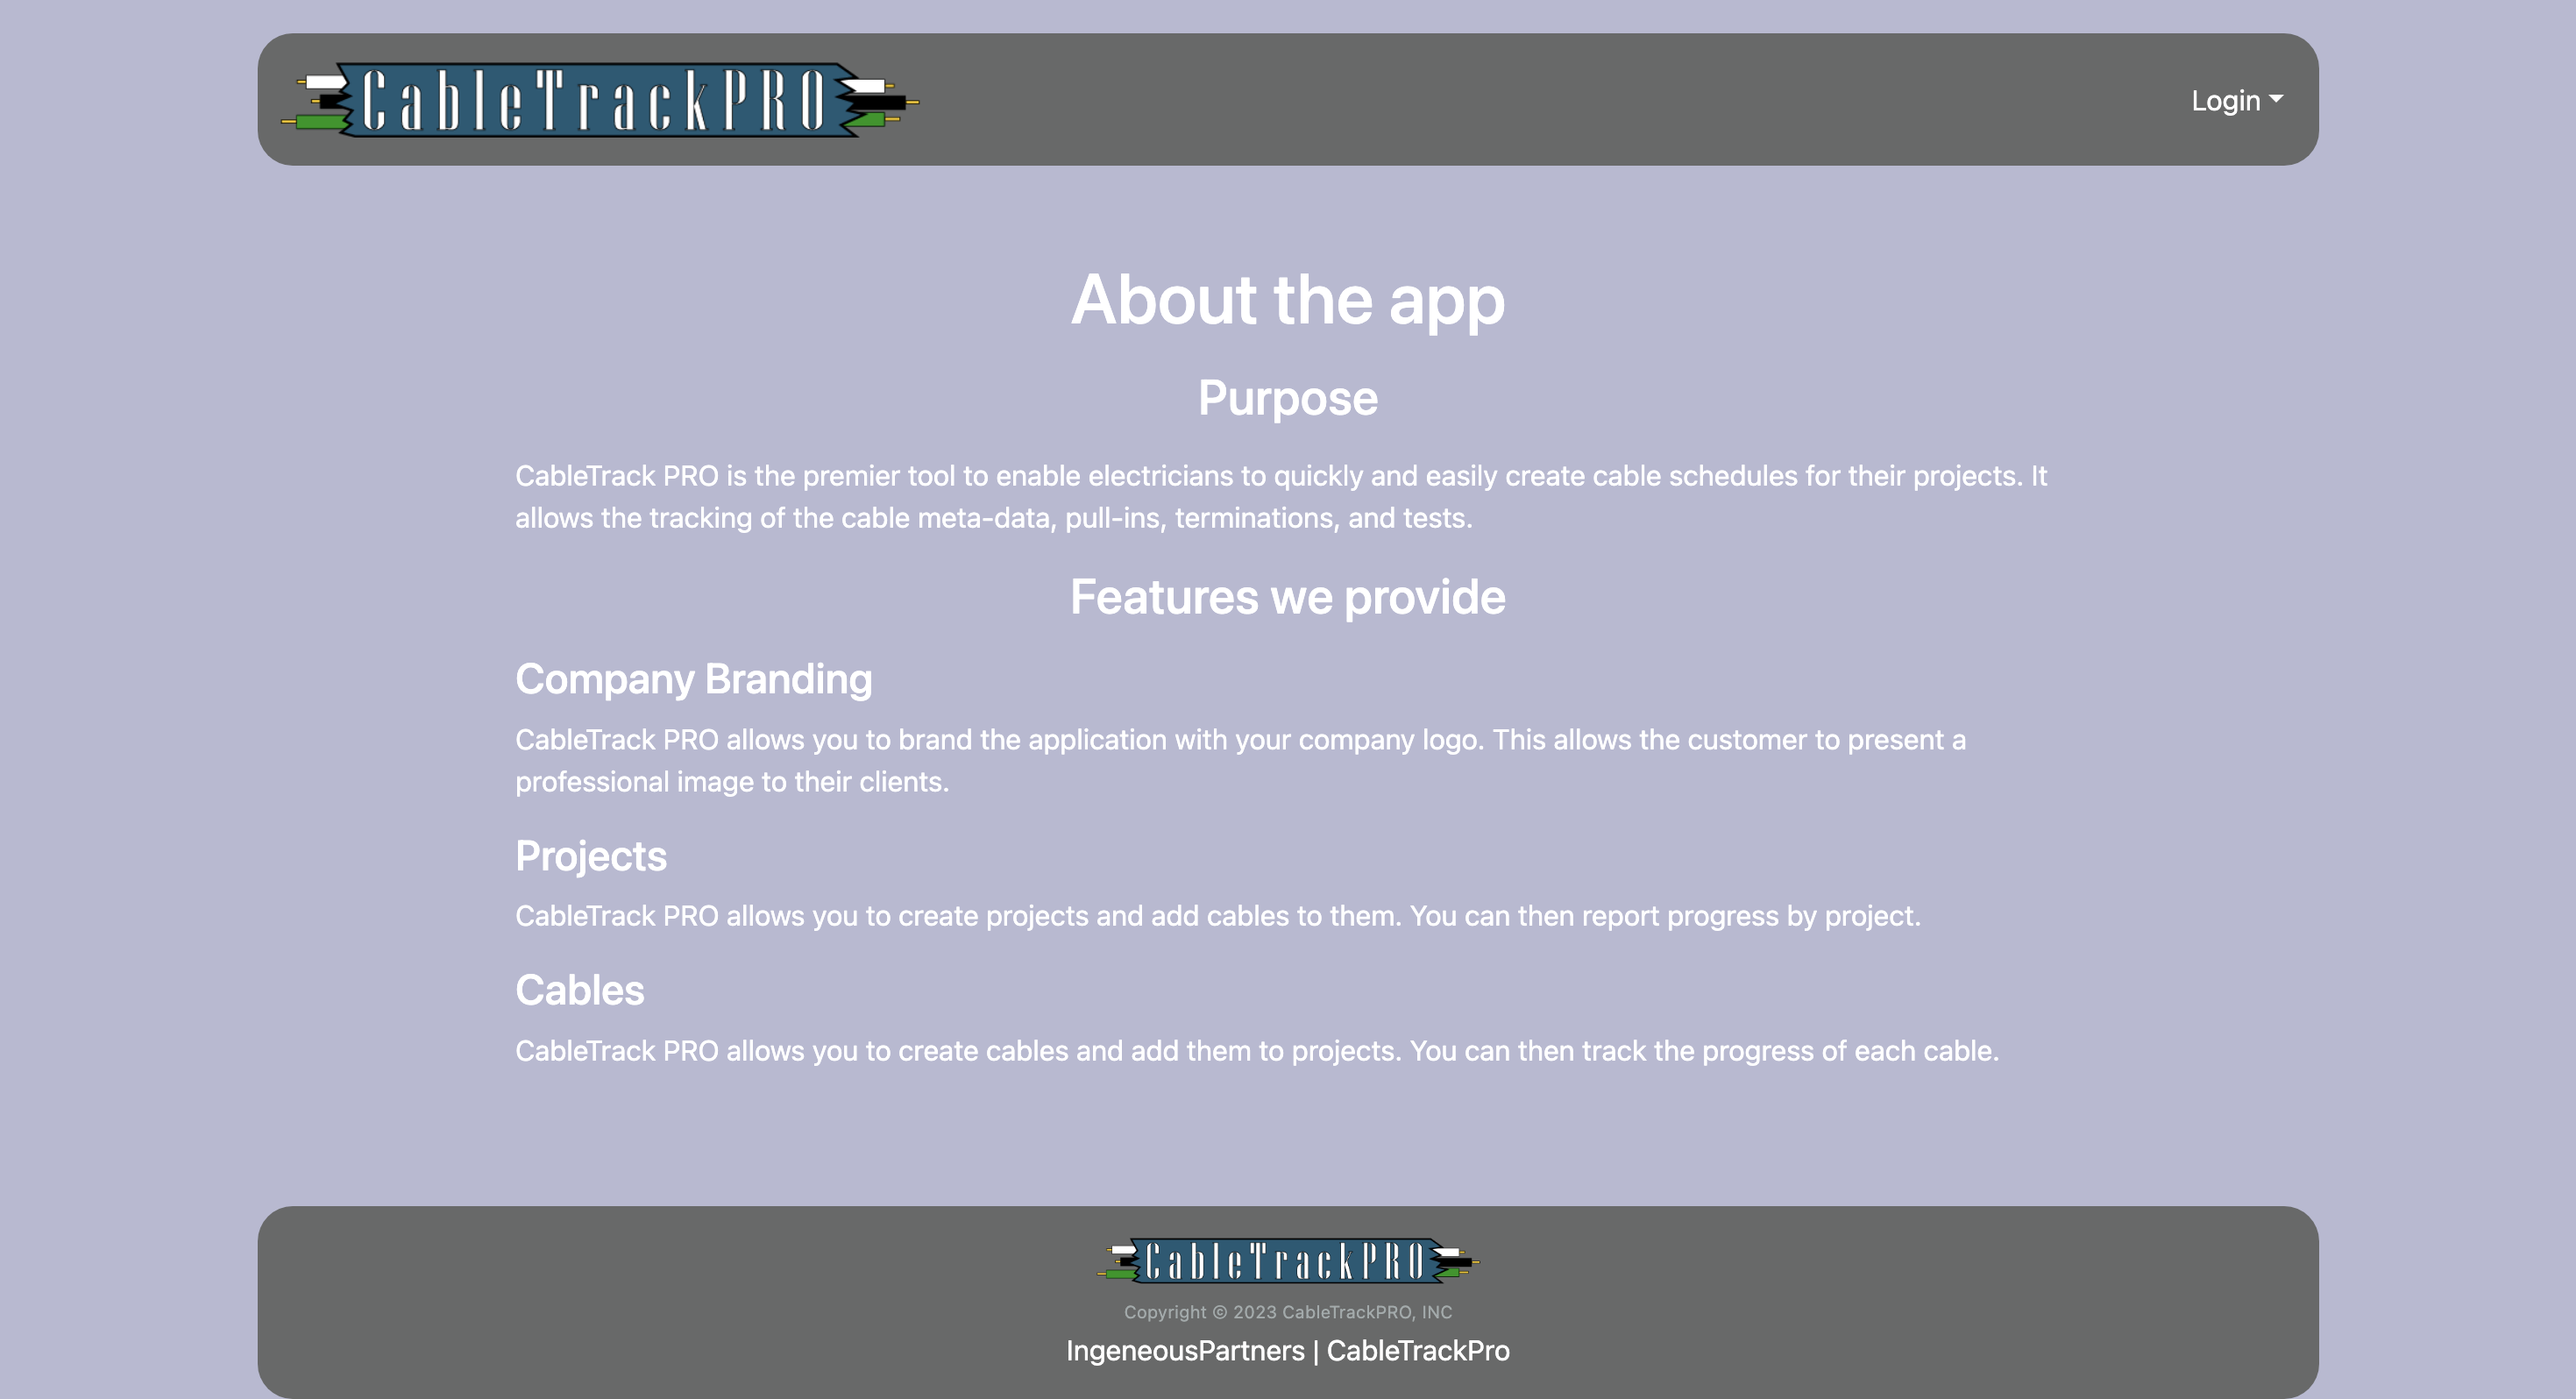 CableTrackPRO
Login
About the app
Purpose
CableTrack PRO is the premier tool to enable electricians to quickly and easily create cable schedules for their projects. It
allows the tracking of the cable meta-data, pull-ins, terminations, and tests.
Features we provide
Company Branding
CableTrack PRO allows you to brand the application with your company logo. This allows the customer to present a
professional image to their clients.
Projects
CableTrack PRO allows you to create projects and add cables to them. You can then report progress by project.
Cables
CableTrack PRO allows you to create cables and add them to projects. You can then track the progress of each cable.
CableTrackPRO
Copyright © 2023 CableTrackPRO, INC
IngeneousPartners | CableTrackPro